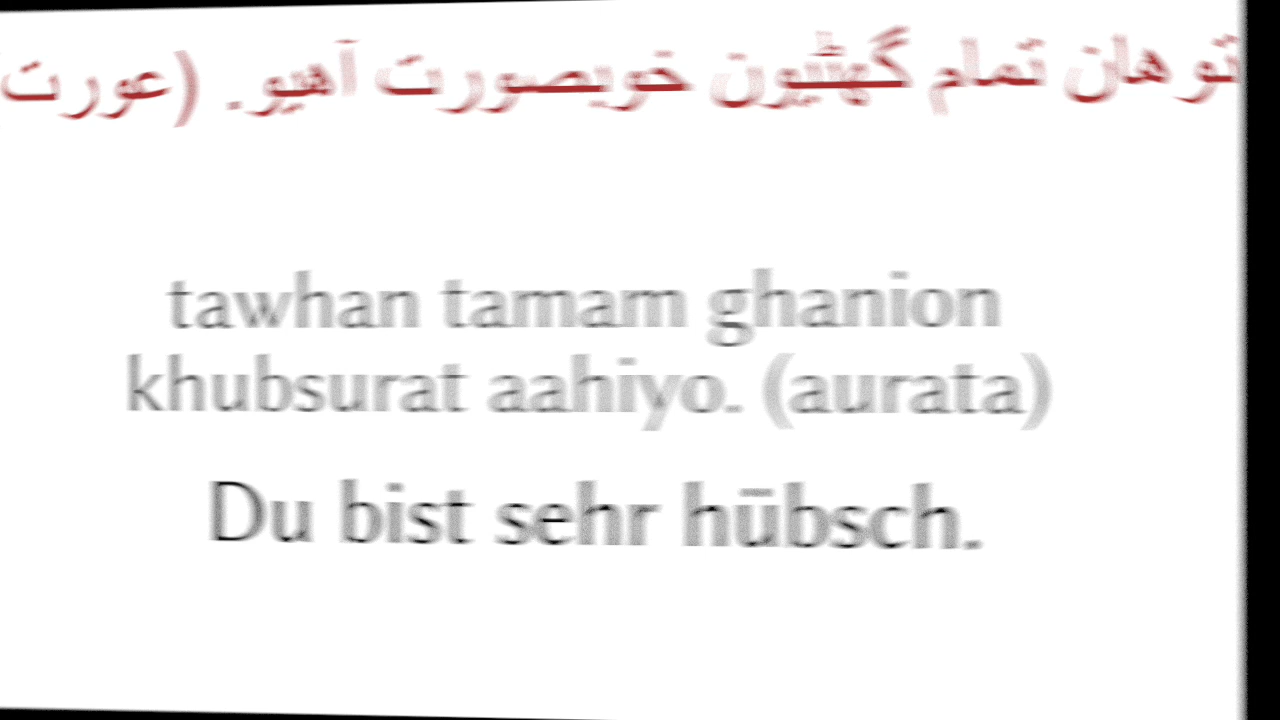 توهان تمام گهڻيون خوبصورت آهيو. (عورت
tawhan tamam ghanion
khubsurat aahiyo. (aurata)
Du bist sehr hübsch.